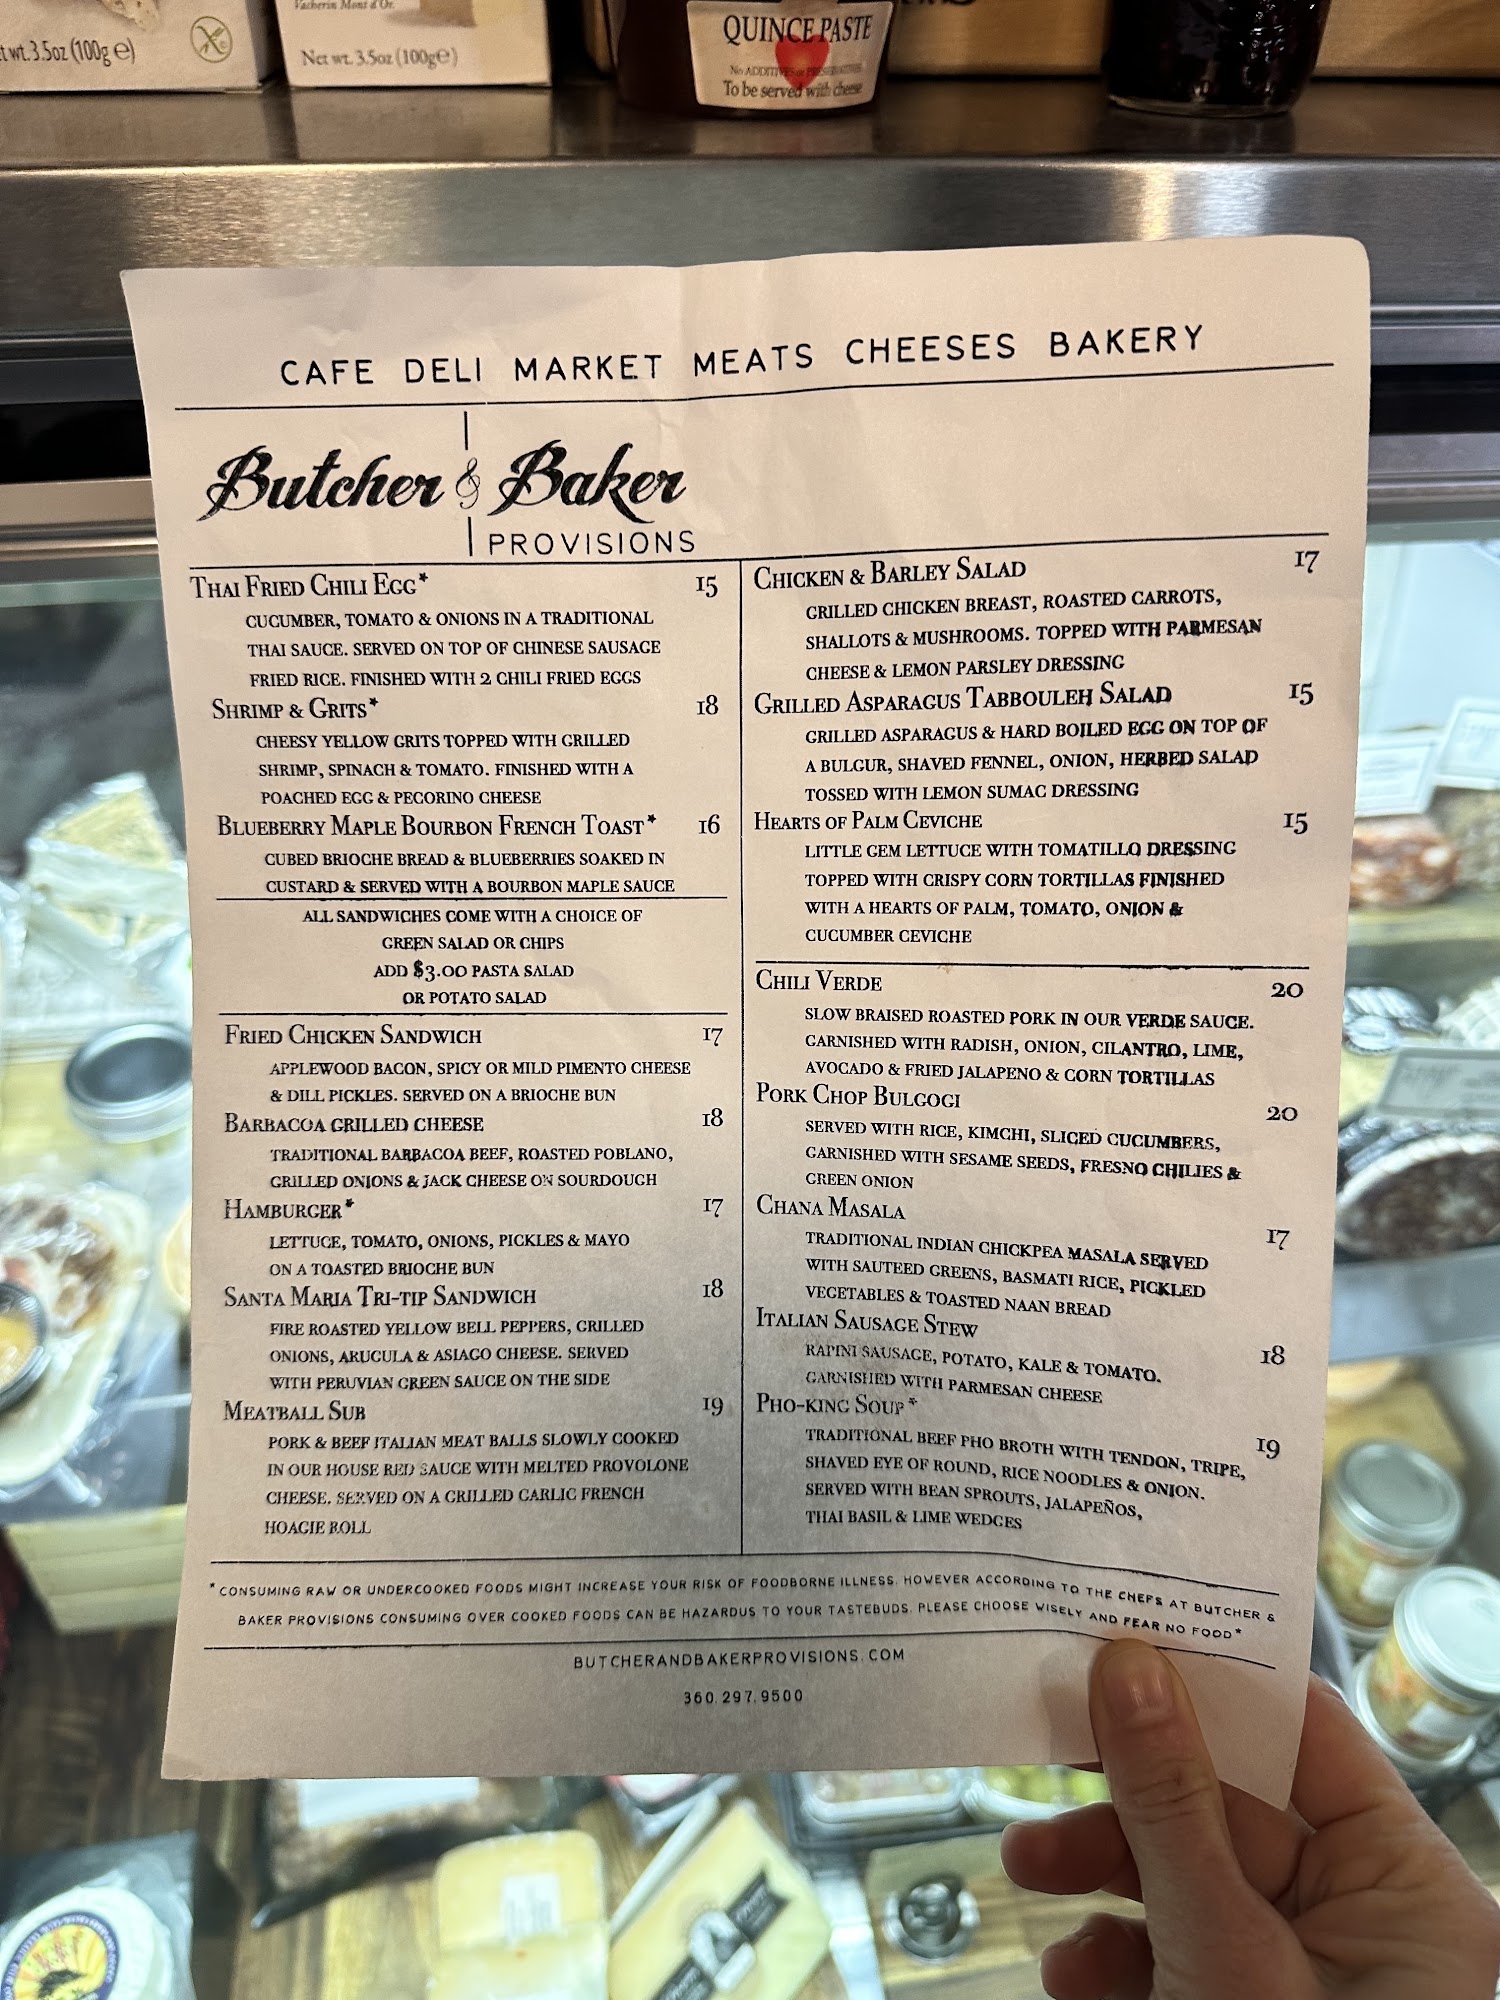 Vacherin Mont d'Or.
t wt. 3.5oz (100g e)
Net wt. 3.5oz (100g e)
QUINCE PASTE
No ADDITIVES or PRESERVATIVES
To be served with cheese
CAFE DELI MARKET MEATS CHEESES BAKERY
Butcher & Baker
PROVISIONS
THAI FRIED CHILI EGG* 15
CUCUMBER, TOMATO & ONIONS IN A TRADITIONAL
THAI SAUCE. SERVED ON TOP OF CHINESE SAUSAGE
FRIED RICE. FINISHED WITH 2 CHILI FRIED EGGS
SHRIMP & GRITS* 18
CHEESY YELLOW GRITS TOPPED WITH GRILLED
SHRIMP, SPINACH & TOMATO. FINISHED WITH A
POACHED EGG & PECORINO CHEESE
BLUEBERRY MAPLE BOURBON FRENCH TOAST* 16
CUBED BRIOCHE BREAD & BLUEBERRIES SOAKED IN
CUSTARD & SERVED WITH A BOURBON MAPLE SAUCE
ALL SANDWICHES COME WITH A CHOICE OF
GREEN SALAD OR CHIPS
ADD $3.00 PASTA SALAD
OR POTATO SALAD
FRIED CHICKEN SANDWICH 17
APPLEWOOD BACON, SPICY OR MILD PIMENTO CHEESE
& DILL PICKLES. SERVED ON A BRIOCHE BUN
BARBACOA GRILLED CHEESE 18
TRADITIONAL BARBACOA BEEF, ROASTED POBLANO,
GRILLED ONIONS & JACK CHEESE ON SOURDOUGH
HAMBURGER* 17
LETTUCE, TOMATO, ONIONS, PICKLES & MAYO
ON A TOASTED BRIOCHE BUN
SANTA MARIA TRI-TIP SANDWICH 18
FIRE ROASTED YELLOW BELL PEPPERS, GRILLED
ONIONS, ARUGULA & ASIAGO CHEESE. SERVED
WITH PERUVIAN GREEN SAUCE ON THE SIDE
MEATBALL SUB 19
PORK & BEEF ITALIAN MEAT BALLS SLOWLY COOKED
IN OUR HOUSE RED SAUCE WITH MELTED PROVOLONE
CHEESE. SERVED ON A GRILLED GARLIC FRENCH
HOAGIE ROLL
CHICKEN & BARLEY SALAD 17
GRILLED CHICKEN BREAST, ROASTED CARROTS,
SHALLOTS & MUSHROOMS. TOPPED WITH PARMESAN
CHEESE & LEMON PARSLEY DRESSING
GRILLED ASPARAGUS TABBOULEH SALAD 15
GRILLED ASPARAGUS & HARD BOILED EGG ON TOP OF
A BULGUR, SHAVED FENNEL, ONION, HERBED SALAD
TOSSED WITH LEMON SUMAC DRESSING
HEARTS OF PALM CEVICHE 15
LITTLE GEM LETTUCE WITH TOMATILLO DRESSING
TOPPED WITH CRISPY CORN TORTILLAS FINISHED
WITH A HEARTS OF PALM, TOMATO, ONION &
CUCUMBER CEVICHE
CHILI VERDE 20
SLOW BRAISED ROASTED PORK IN OUR VERDE SAUCE.
GARNISHED WITH RADISH, ONION, CILANTRO, LIME,
AVOCADO & FRIED JALAPENO & CORN TORTILLAS
PORK CHOP BULGOGI 20
SERVED WITH RICE, KIMCHI, SLICED CUCUMBERS,
GARNISHED WITH SESAME SEEDS, FRESNO CHILIES &
GREEN ONION
CHANA MASALA 17
TRADITIONAL INDIAN CHICKPEA MASALA SERVED
WITH SAUTEED GREENS, BASMATI RICE, PICKLED
VEGETABLES & TOASTED NAAN BREAD
ITALIAN SAUSAGE STEW 18
RAPINI SAUSAGE, POTATO, KALE & TOMATO.
GARNISHED WITH PARMESAN CHEESE
PHO-KING SOUP* 19
TRADITIONAL BEEF PHO BROTH WITH TENDON, TRIPE,
SHAVED EYE OF ROUND, RICE NOODLES & ONION.
SERVED WITH BEAN SPROUTS, JALAPEÑOS,
THAI BASIL & LIME WEDGES
*CONSUMING RAW OR UNDERCOOKED FOODS MIGHT INCREASE YOUR RISK OF FOODBORNE ILLNESS. HOWEVER ACCORDING TO THE CHEFS AT BUTCHER &
BAKER PROVISIONS CONSUMING OVER COOKED FOODS CAN BE HAZARDUS TO YOUR TASTEBUDS. PLEASE CHOOSE WISELY AND FEAR NO FOOD*
BUTCHERANDBAKERPROVISIONS.COM
360.297.9500